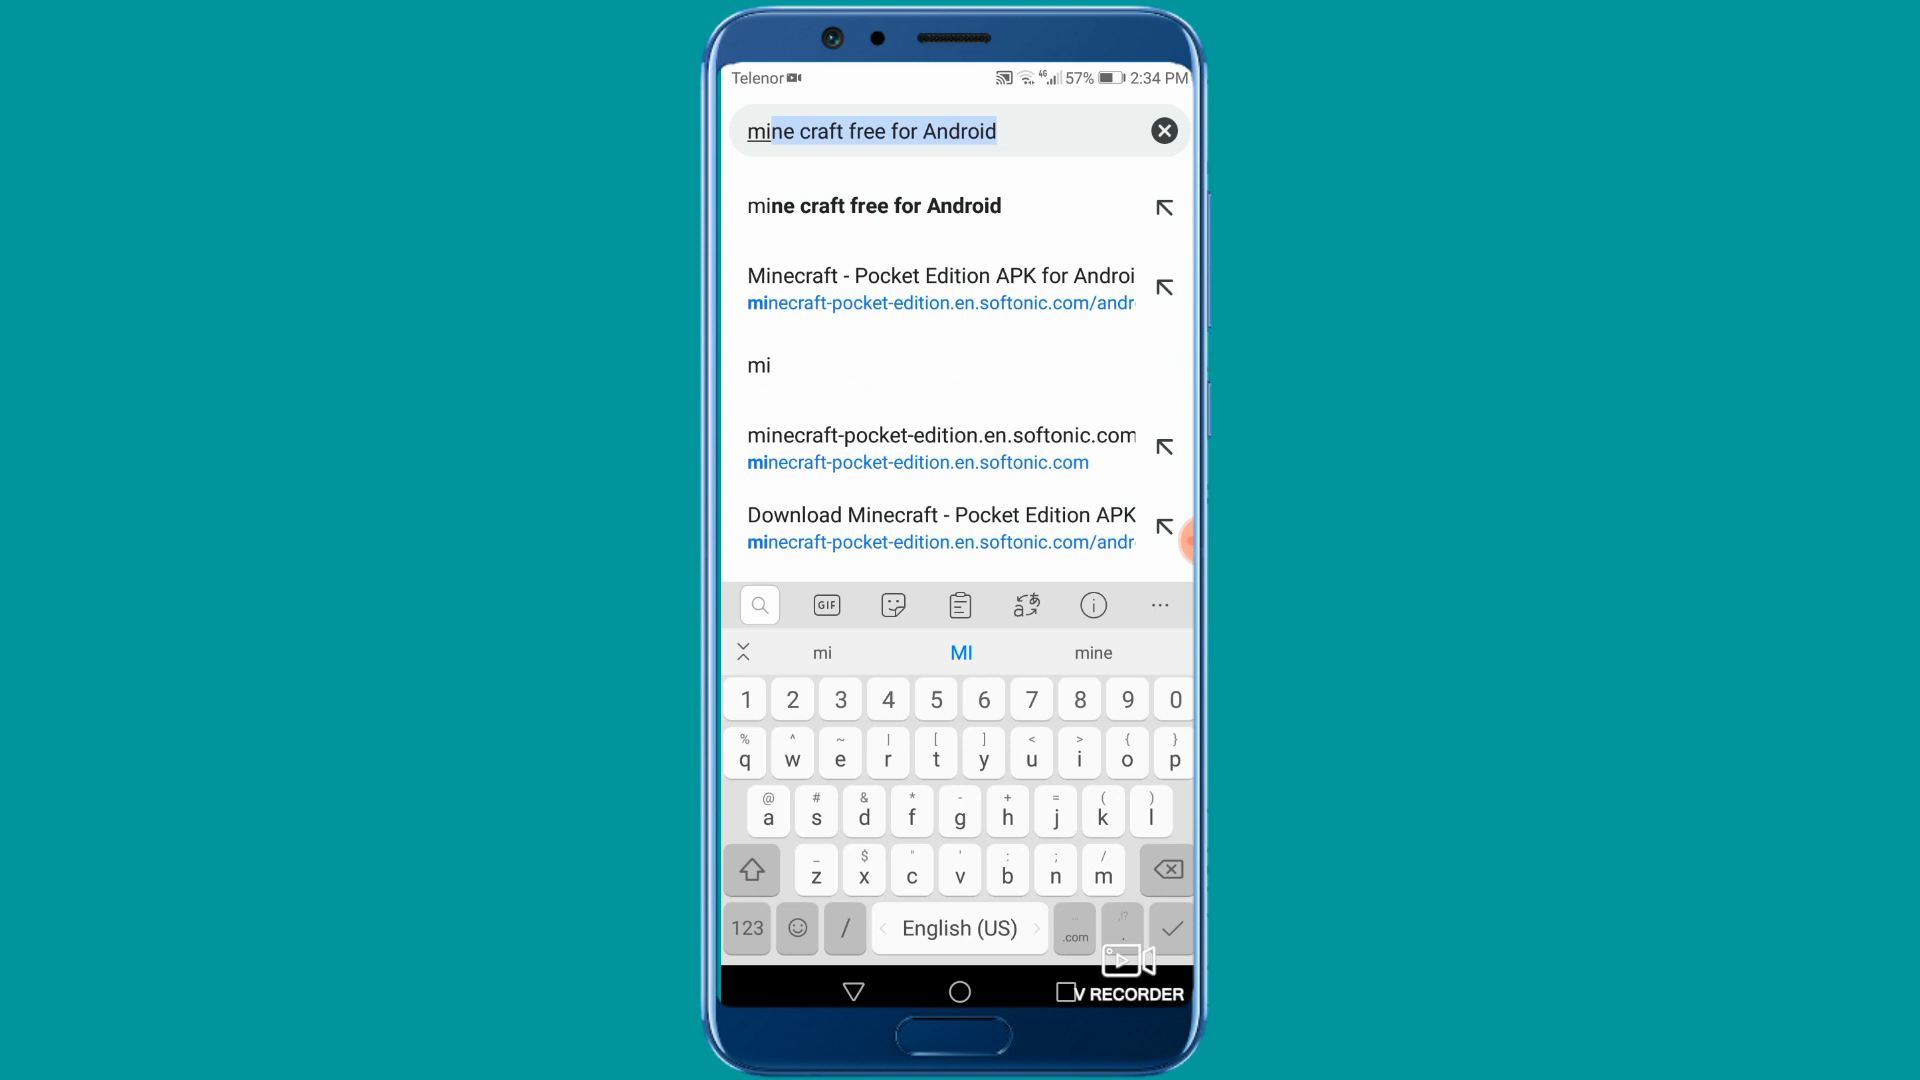 Telenor 4G 57% 2:34 PM
mine craft free for Android
mine craft free for Android
Minecraft - Pocket Edition APK for Androi
minecraft-pocket-edition.en.softonic.com/andr
mi
minecraft-pocket-edition.en.softonic.com
minecraft-pocket-edition.en.softonic.com
Download Minecraft - Pocket Edition APK
minecraft-pocket-edition.en.softonic.com/andr
GIF
mi MI mine
1 2 3 4 5 6 7 8 9 0
% ^ ~ | [ ] < > { }
q w e r t y u i o p
@ # & * - + = ( )
a s d f g h j k l
_ $ " ' : ; /
z x c v b n m
123 / English (US) .com ,!? .
V RECORDER